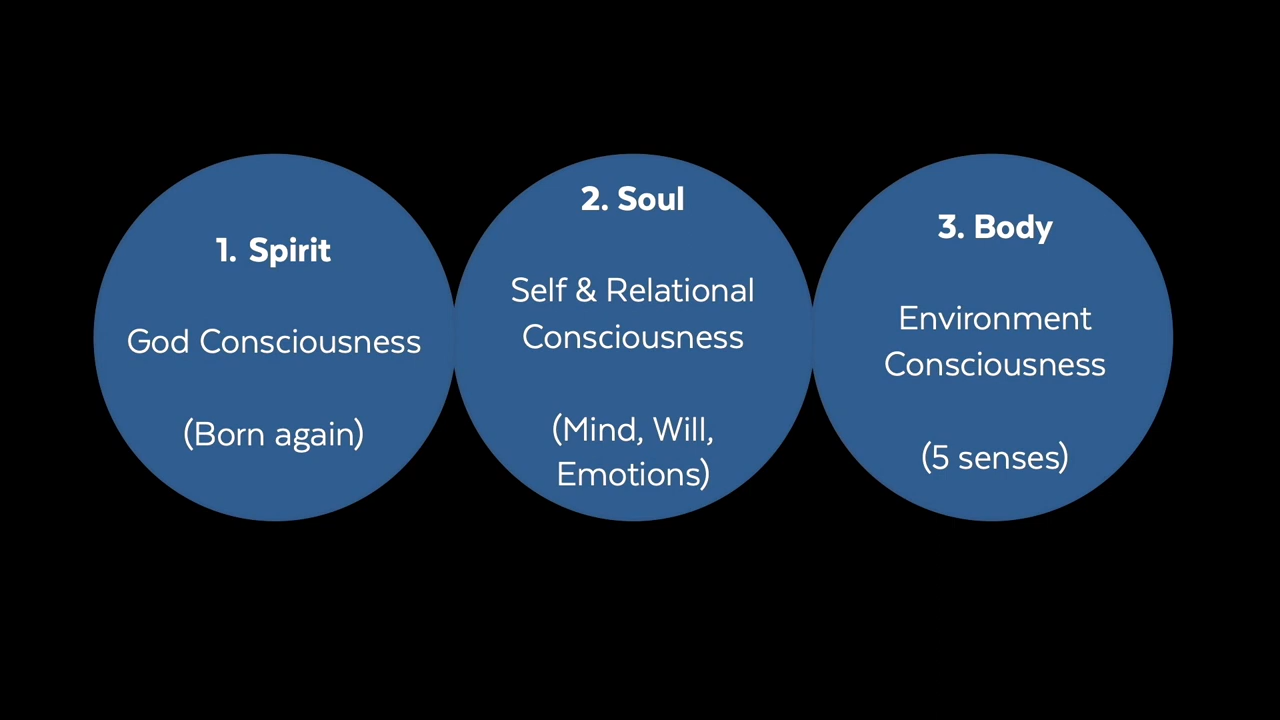 1. Spirit
God Consciousness
(Born again)
2. Soul
Self & Relational
Consciousness
(Mind, Will,
Emotions)
3. Body
Environment
Consciousness
(5 senses)